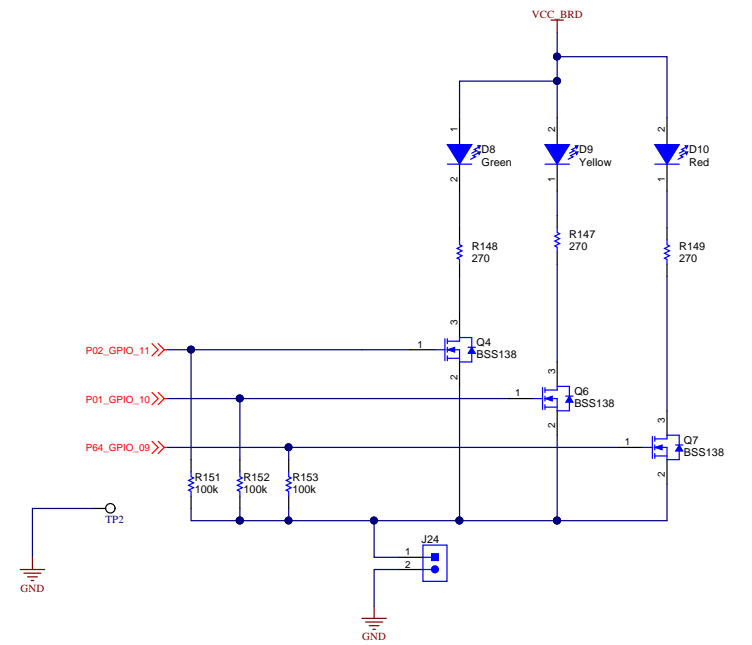 VCC_BRD
1
D8
Green
2
2
D9
Yellow
1
2
D10
Red
1
R148
270
R147
270
R149
270
P02_GPIO_11
1
3
Q4
BSS138
2
P01_GPIO_10
1
3
Q6
BSS138
2
P64_GPIO_09
1
3
Q7
BSS138
2
R151
100k
R152
100k
R153
100k
TP2
GND
J24
1
2
GND